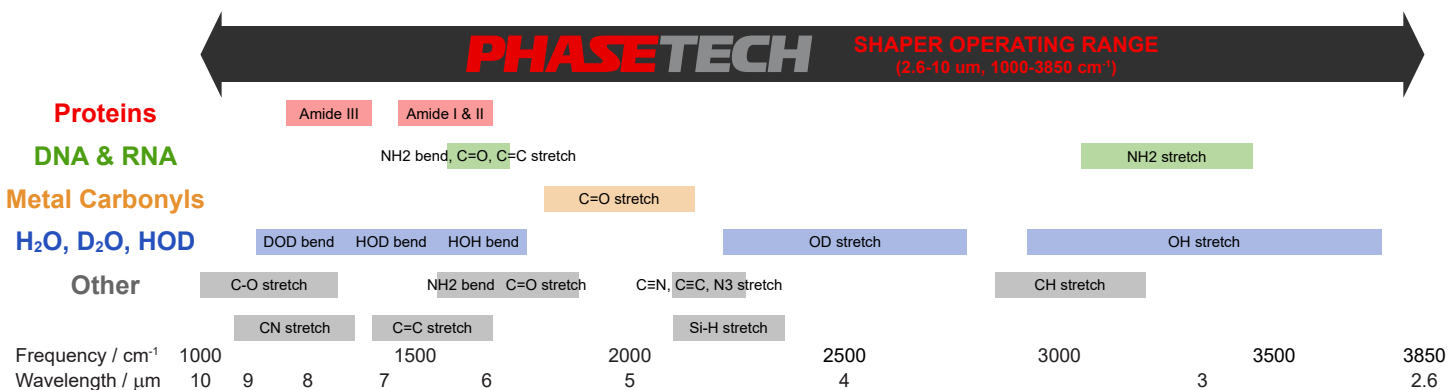 PHASETECH SHAPER OPERATING RANGE
(2.6-10 um, 1000-3850 cm⁻¹)
Proteins Amide III Amide I & II
DNA & RNA NH2 bend, C=O, C=C stretch NH2 stretch
Metal Carbonyls C=O stretch
H₂O, D₂O, HOD DOD bend HOD bend HOH bend OD stretch OH stretch
Other C-O stretch NH2 bend C=O stretch C≡N, C≡C, N3 stretch CH stretch
CN stretch C=C stretch Si-H stretch
Frequency / cm⁻¹ 1000 1500 2000 2500 3000 3500 3850
Wavelength / μm 10 9 8 7 6 5 4 3 2.6